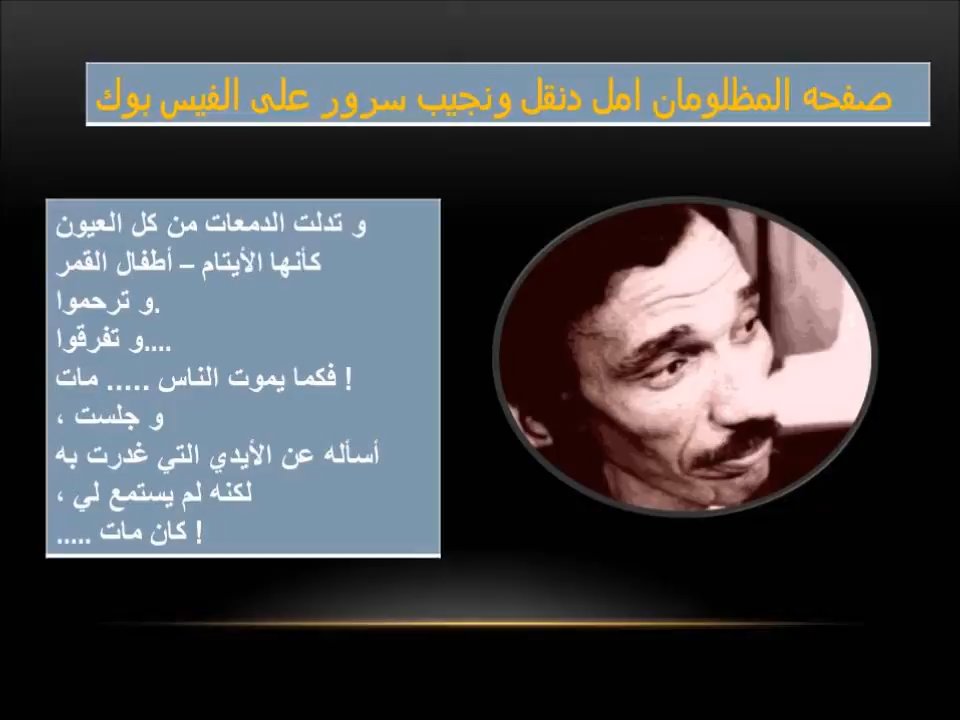 صفحه المظلومان امل دنقل ونجيب سرور على الفيس بوك
و تدلت الدمعات من كل العيون
كأنها الأيتام – أطفال القمر
و ترحموا.
و تفرقوا....
فكما يموت الناس ..... مات !
و جلست ،
أسأله عن الأيدي التي غدرت به
لكنه لم يستمع لي ،
..... كان مات !